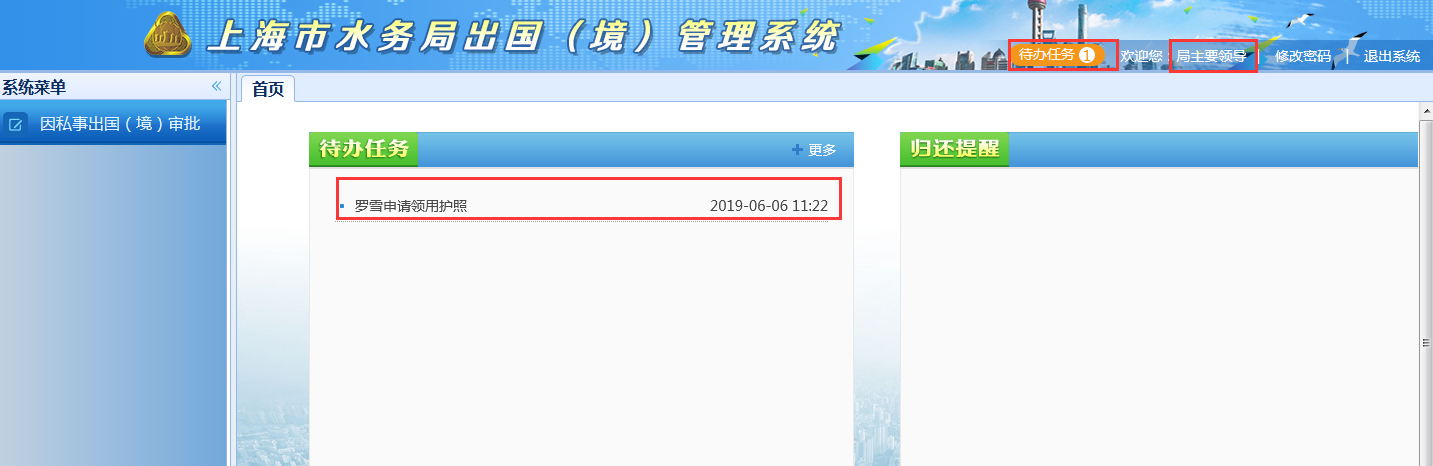 上海市水务局出国（境）管理系统
待办任务 1 欢迎您：局主要领导 | 修改密码 | 退出系统
系统菜单 «
首页
因私事出国（境）审批
待办任务
+ 更多
归还提醒
罗雪申请领用护照 2019-06-06 11:22